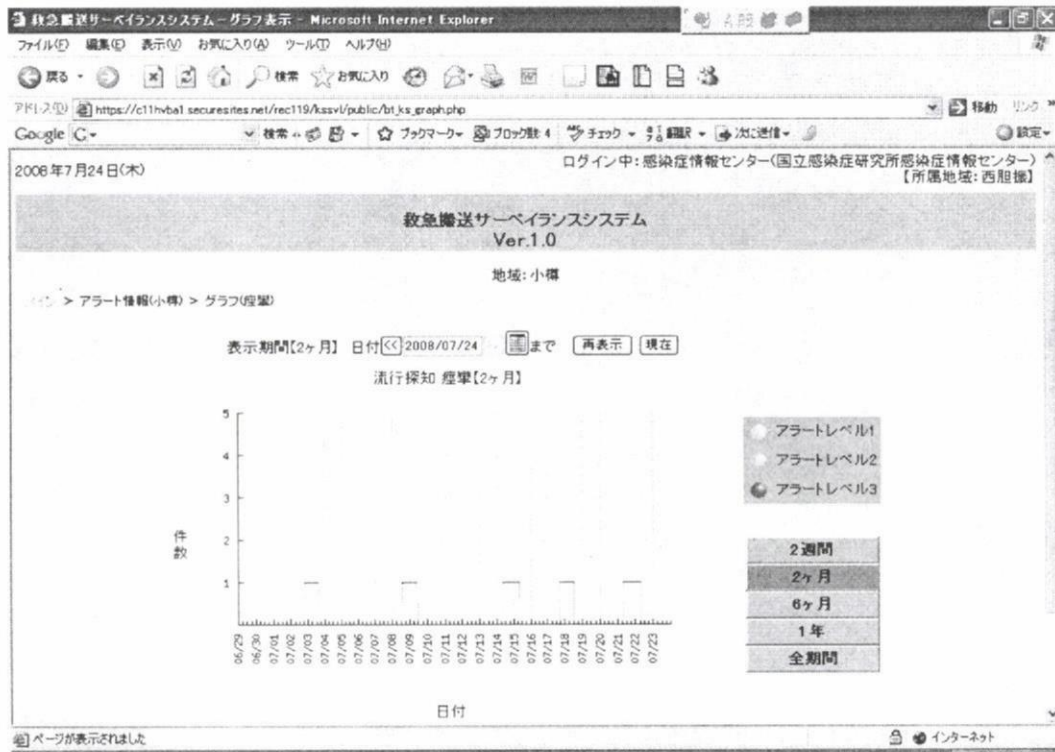 救急搬送サーベイランスシステム - グラフ表示 - Microsoft Internet Explorer
ファイル(F) 編集(E) 表示(V) お気に入り(A) ツール(T) ヘルプ(H)
戻る 検索 お気に入り
アドレス(D) https://c11hvba1.securesites.net/rec119/kssvl/public/bt_ks_graph.php 移動 リンク »
Google 検索 ブックマーク ブロック数: 4 チェック 翻訳 次に送信 設定
2008年7月24日(木) ログイン中: 感染症情報センター(国立感染症研究所感染症情報センター)
【所属地域: 西胆振】
救急搬送サーベイランスシステム
Ver.1.0
地域: 小樽
> アラート情報(小樽) > グラフ(痙攣)
表示期間【2ヶ月】 日付 << 2008/07/24 まで 再表示 現在
流行探知 痙攣【2ヶ月】
5
4
3
2
1
件数
06/29 06/30 07/01 07/02 07/03 07/04 07/05 07/06 07/07 07/08 07/09 07/10 07/11 07/12 07/13 07/14 07/15 07/16 07/17 07/18 07/19 07/20 07/21 07/22 07/23
日付
アラートレベル1
アラートレベル2
アラートレベル3
2週間
2ヶ月
6ヶ月
1年
全期間
ページが表示されました インターネット